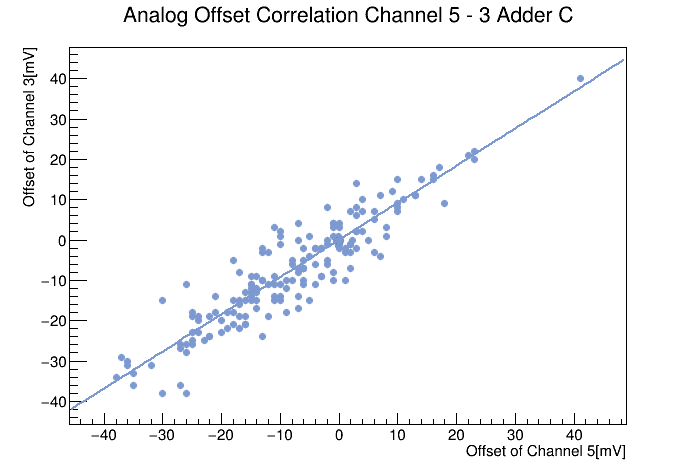 Analog Offset Correlation Channel 5 - 3 Adder C
Offset of Channel 3[mV]
40
30
20
10
0
−10
−20
−30
−40
−40 −30 −20 −10 0 10 20 30 40
Offset of Channel 5[mV]